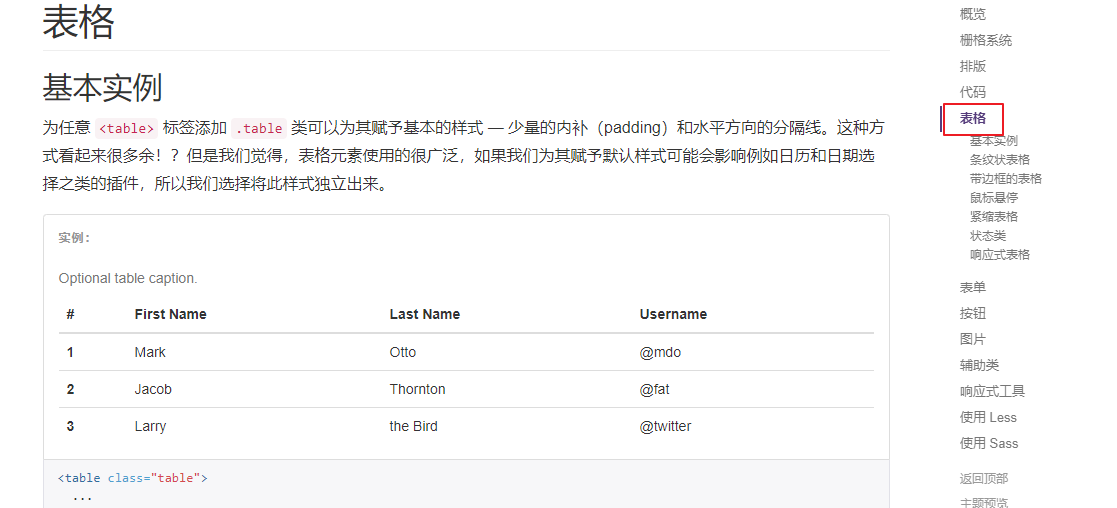 表格
基本实例
为任意 <table> 标签添加 .table 类可以为其赋予基本的样式 — 少量的内补（padding）和水平方向的分隔线。这种方
式看起来很多余！？但是我们觉得，表格元素使用的很广泛，如果我们为其赋予默认样式可能会影响例如日历和日期选
择之类的插件，所以我们选择将此样式独立出来。
实例：
Optional table caption.
# First Name Last Name Username
1 Mark Otto @mdo
2 Jacob Thornton @fat
3 Larry the Bird @twitter
<table class="table">
...
概览
栅格系统
排版
代码
表格
基本实例
条纹状表格
带边框的表格
鼠标悬停
紧缩表格
状态类
响应式表格
表单
按钮
图片
辅助类
响应式工具
使用 Less
使用 Sass
返回顶部
主题预览